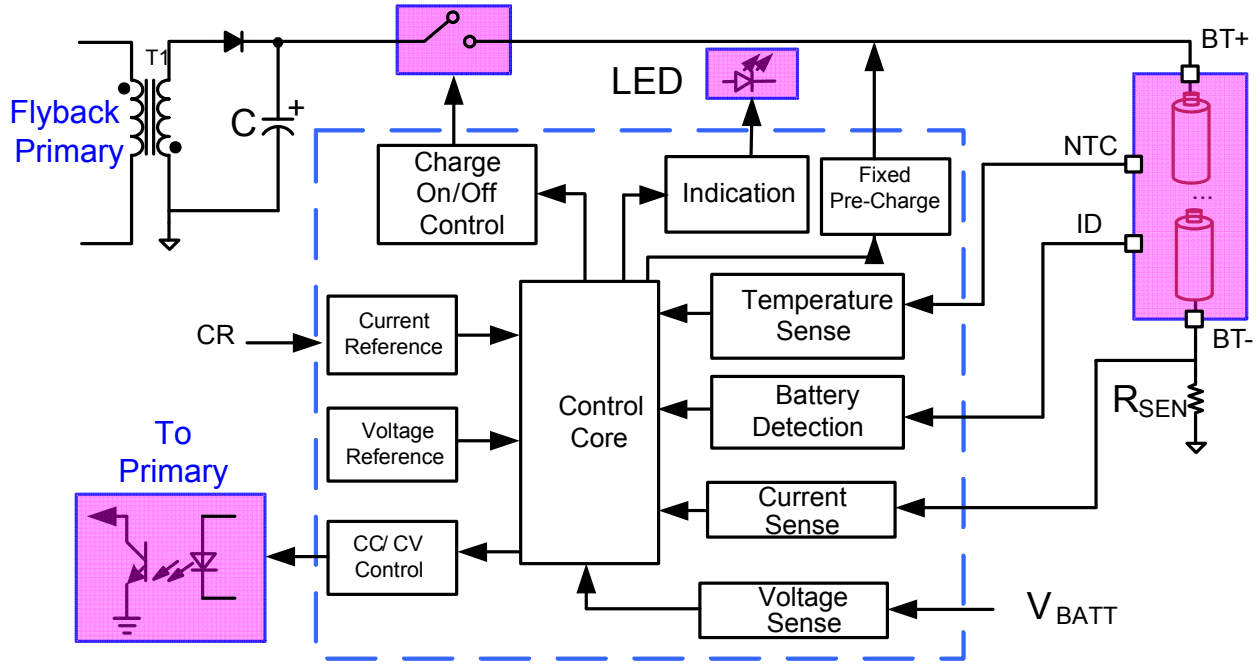 BT+
T1
LED
Flyback
Primary
C
+
Charge
On/Off
Control
Indication
Fixed
Pre-Charge
NTC
...
ID
Temperature
Sense
CR
Current
Reference
BT-
Control
Core
Battery
Detection
RSEN
Voltage
Reference
To
Primary
Current
Sense
CC/ CV
Control
Voltage
Sense
VBATT